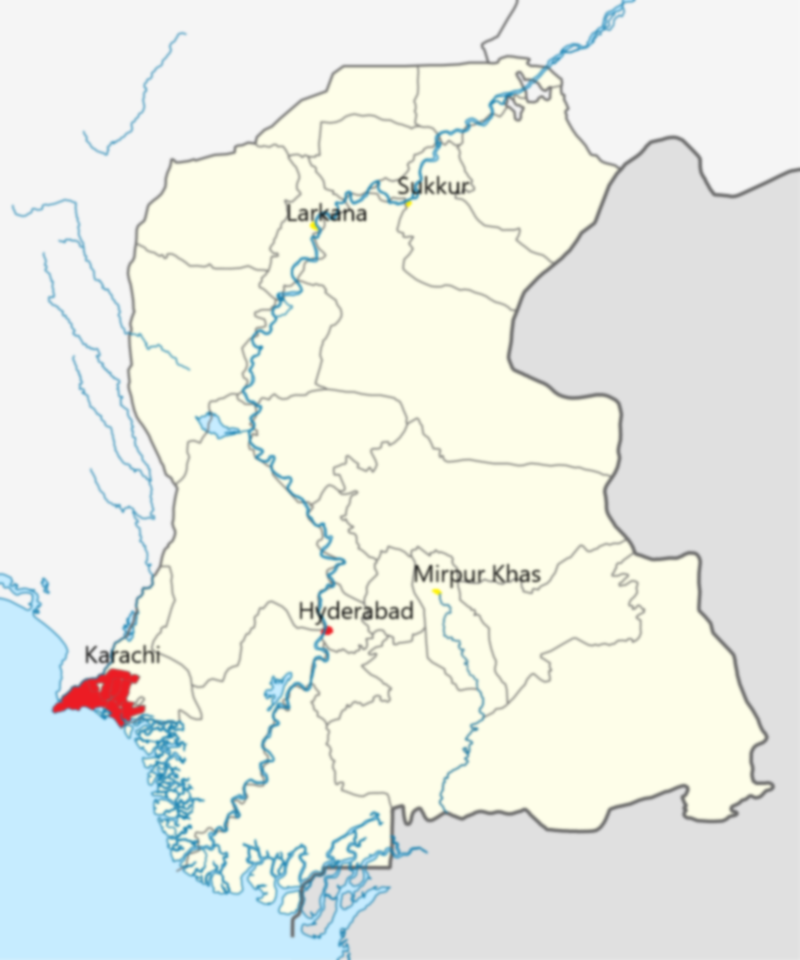 Sukkur
Larkana
Mirpur Khas
Hyderabad
Karachi